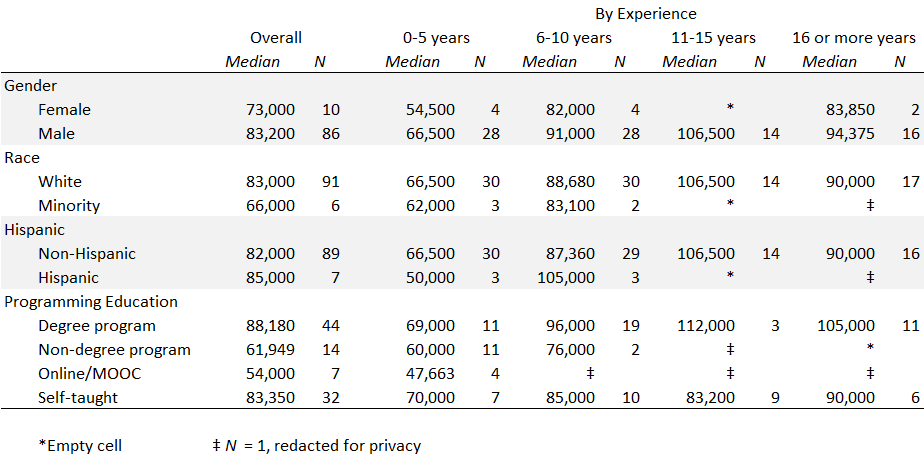 By Experience
Overall 0-5 years 6-10 years 11-15 years 16 or more years
Median N Median N Median N Median N Median N
Gender
Female 73,000 10 54,500 4 82,000 4 * 83,850 2
Male 83,200 86 66,500 28 91,000 28 106,500 14 94,375 16
Race
White 83,000 91 66,500 30 88,680 30 106,500 14 90,000 17
Minority 66,000 6 62,000 3 83,100 2 * ‡
Hispanic
Non-Hispanic 82,000 89 66,500 30 87,360 29 106,500 14 90,000 16
Hispanic 85,000 7 50,000 3 105,000 3 * ‡
Programming Education
Degree program 88,180 44 69,000 11 96,000 19 112,000 3 105,000 11
Non-degree program 61,949 14 60,000 11 76,000 2 ‡ *
Online/MOOC 54,000 7 47,663 4 ‡ ‡ ‡
Self-taught 83,350 32 70,000 7 85,000 10 83,200 9 90,000 6
*Empty cell ‡ N = 1, redacted for privacy